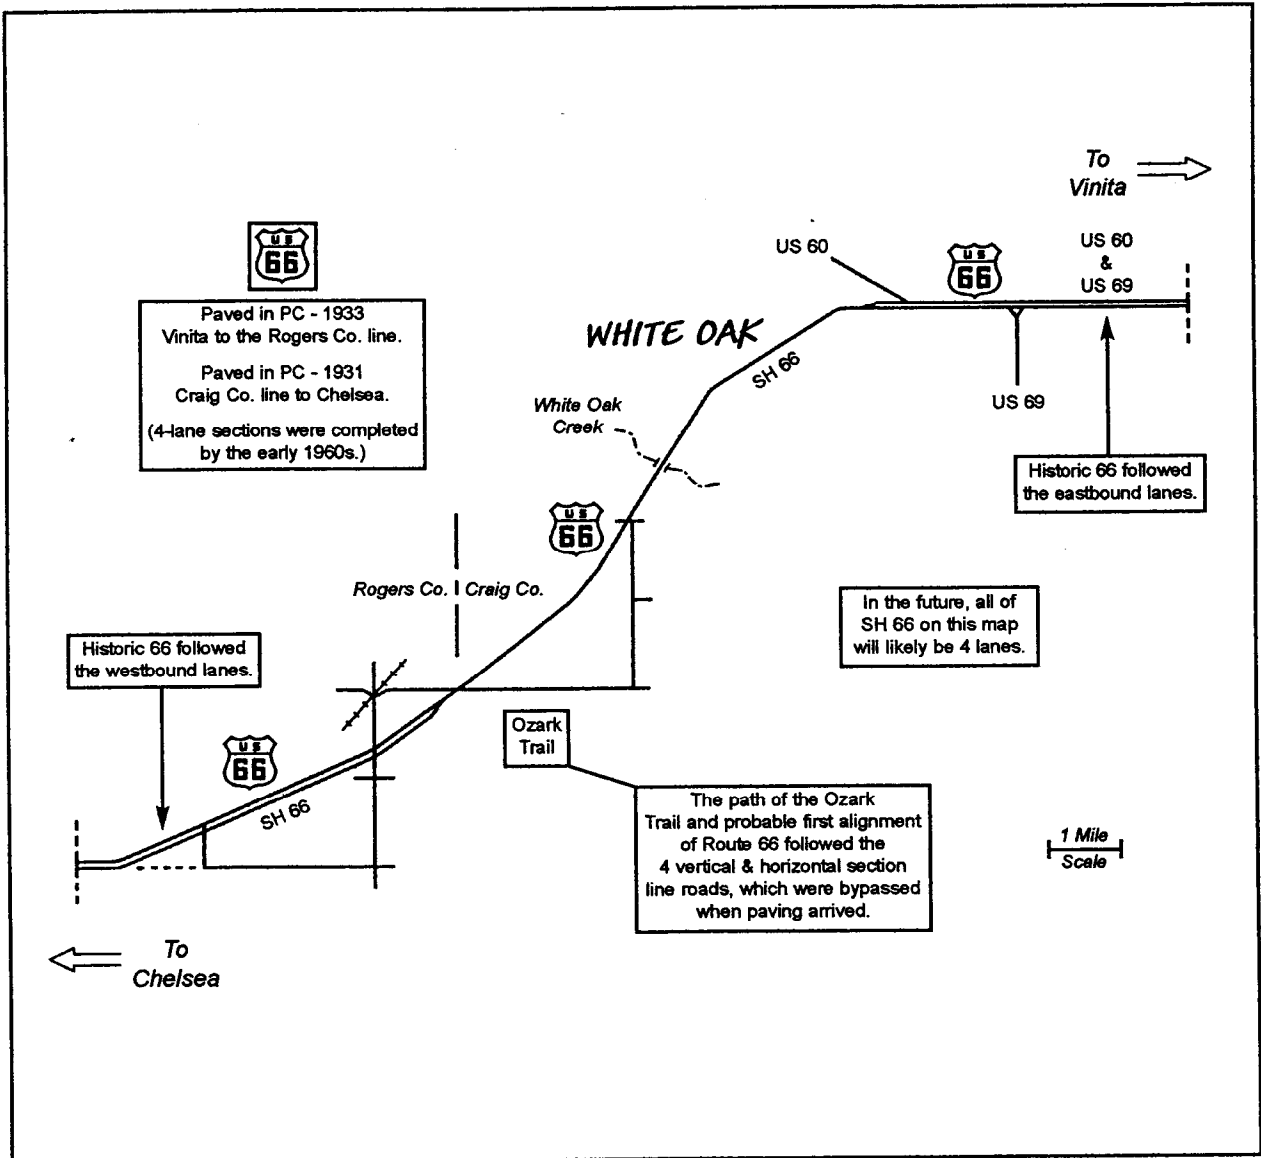 To
Vinita
US 60
US
66
US 60
&
US 69
US
66
Paved in PC - 1933
Vinita to the Rogers Co. line.
Paved in PC - 1931
Craig Co. line to Chelsea.
(4-lane sections were completed
by the early 1960s.)
WHITE OAK
SH 66
US 69
White Oak
Creek
Historic 66 followed
the eastbound lanes.
US
66
Rogers Co.
Craig Co.
In the future, all of
SH 66 on this map
will likely be 4 lanes.
Historic 66 followed
the westbound lanes.
US
66
SH 66
Ozark
Trail
The path of the Ozark
Trail and probable first alignment
of Route 66 followed the
4 vertical & horizontal section
line roads, which were bypassed
when paving arrived.
1 Mile
Scale
To
Chelsea